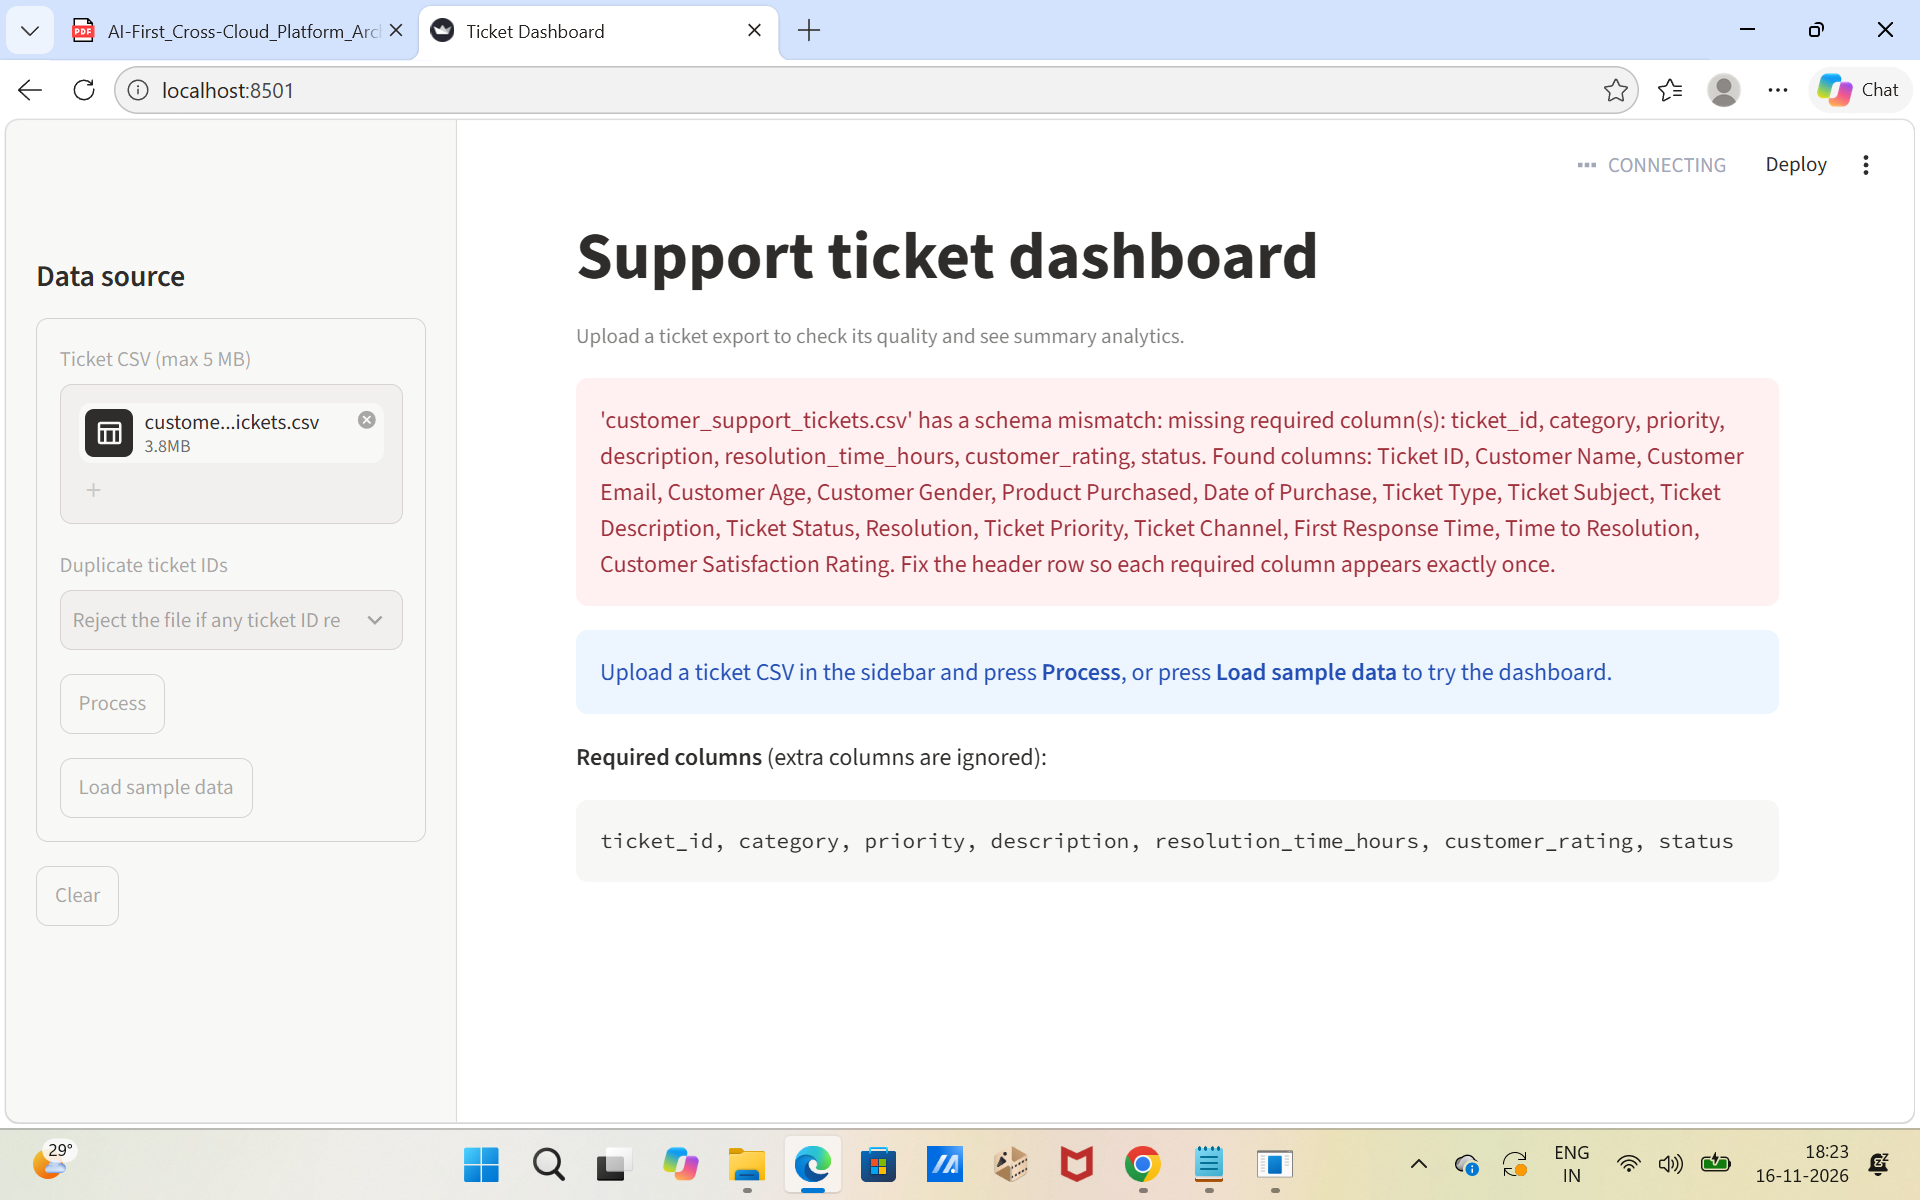 AI-First_Cross-Cloud_Platform_Arc
Ticket Dashboard
localhost:8501
Chat
CONNECTING
Deploy
Data source
Ticket CSV (max 5 MB)
custome...ickets.csv
3.8MB
Duplicate ticket IDs
Reject the file if any ticket ID re
Process
Load sample data
Clear
Support ticket dashboard
Upload a ticket export to check its quality and see summary analytics.
'customer_support_tickets.csv' has a schema mismatch: missing required column(s): ticket_id, category, priority,
description, resolution_time_hours, customer_rating, status. Found columns: Ticket ID, Customer Name, Customer
Email, Customer Age, Customer Gender, Product Purchased, Date of Purchase, Ticket Type, Ticket Subject, Ticket
Description, Ticket Status, Resolution, Ticket Priority, Ticket Channel, First Response Time, Time to Resolution,
Customer Satisfaction Rating. Fix the header row so each required column appears exactly once.
Upload a ticket CSV in the sidebar and press Process, or press Load sample data to try the dashboard.
Required columns (extra columns are ignored):
ticket_id, category, priority, description, resolution_time_hours, customer_rating, status
29°
ENG
IN
18:23
16-11-2026